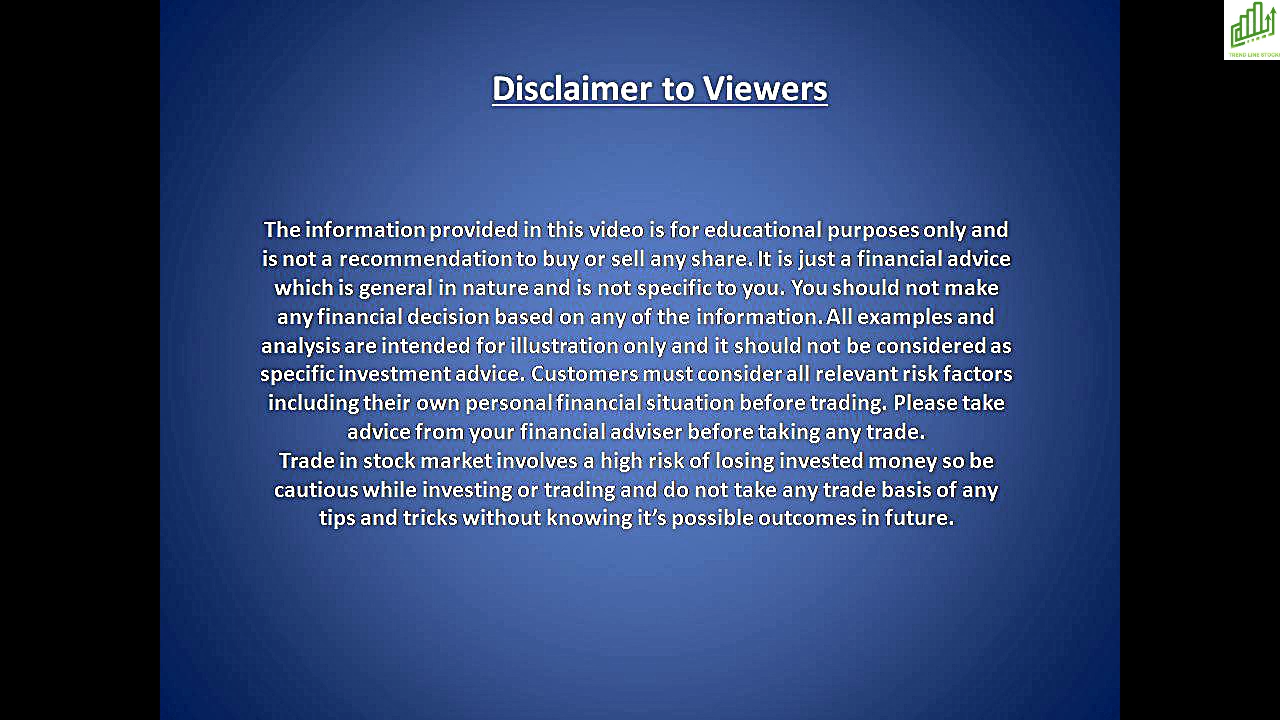 Disclaimer to Viewers
The information provided in this video is for educational purposes only and
is not a recommendation to buy or sell any share. It is just a financial advice
which is general in nature and is not specific to you. You should not make
any financial decision based on any of the information. All examples and
analysis are intended for illustration only and it should not be considered as
specific investment advice. Customers must consider all relevant risk factors
including their own personal financial situation before trading. Please take
advice from your financial adviser before taking any trade.
Trade in stock market involves a high risk of losing invested money so be
cautious while investing or trading and do not take any trade basis of any
tips and tricks without knowing it’s possible outcomes in future.
TREND LINE